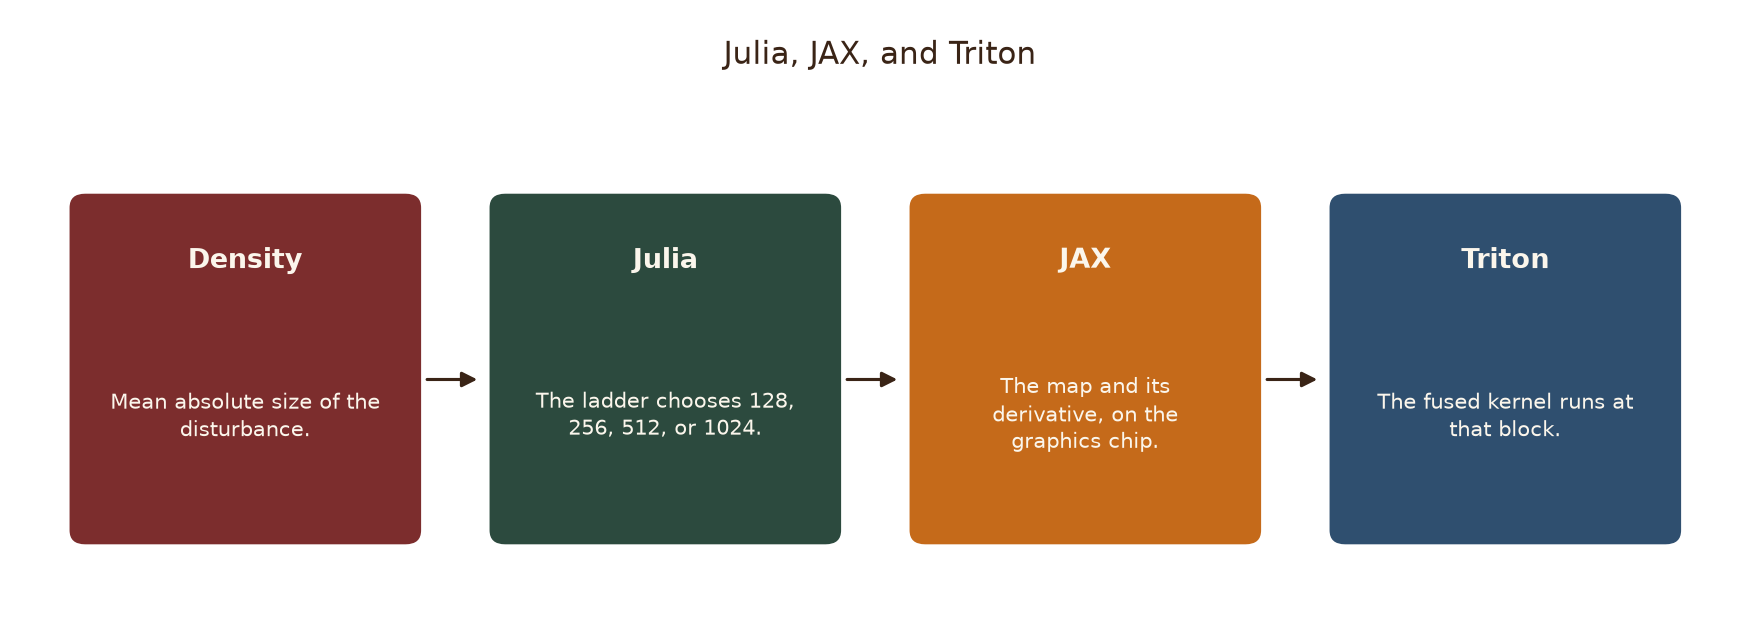 Julia, JAX, and Triton
Density
Mean absolute size of the
disturbance.
Julia
The ladder chooses 128,
256, 512, or 1024.
JAX
The map and its
derivative, on the
graphics chip.
Triton
The fused kernel runs at
that block.